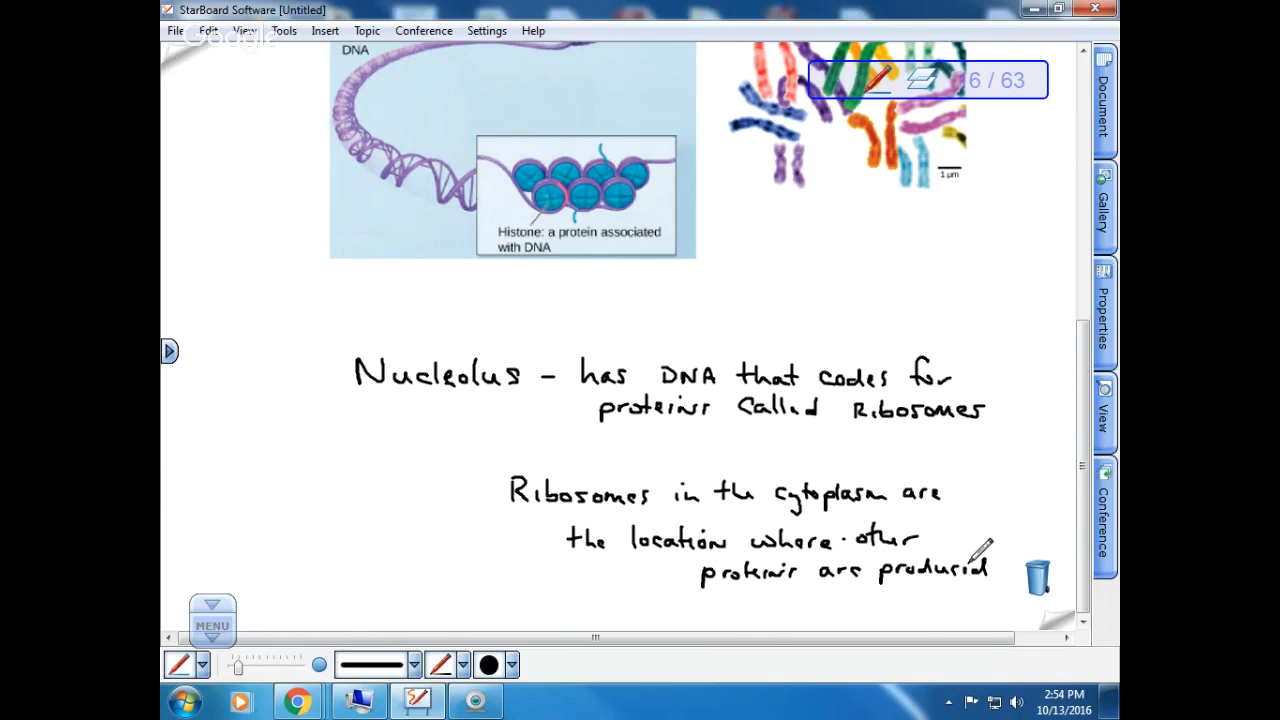 StarBoard Software [Untitled]
File Edit View Tools Insert Topic Conference Settings Help
Google
DNA
6 / 63
1 µm
Histone: a protein associated
with DNA
Nucleolus - has DNA that codes for
proteins called Ribosomes
Ribosomes in the cytoplasm are
the location where other
proteins are produced
MENU
Document
Gallery
Properties
View
Conference
2:54 PM
10/13/2016